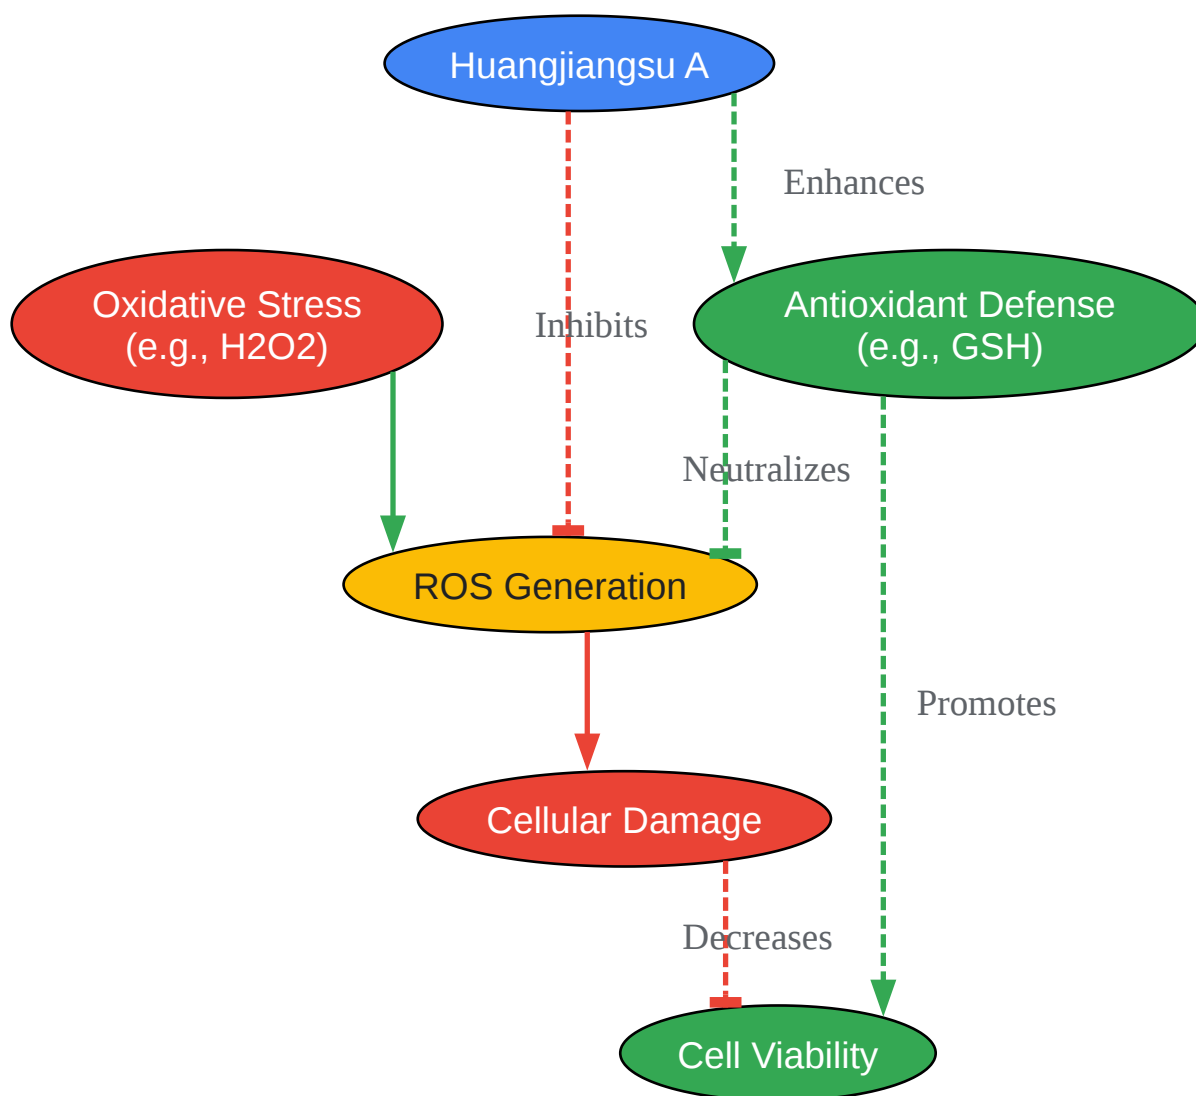 Huangjiangsu A
Enhances
Oxidative Stress
(e.g., H2O2)
Inhibits
Antioxidant Defense
(e.g., GSH)
Neutralizes
ROS Generation
Promotes
Cellular Damage
Decreases
Cell Viability